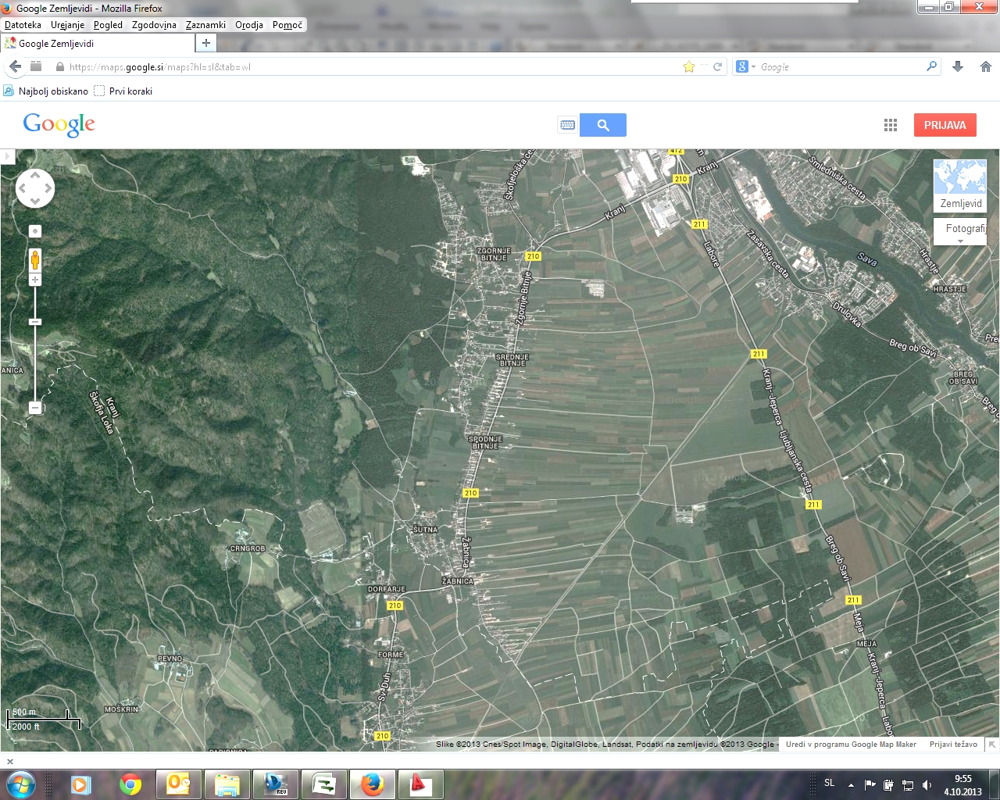 Google Zemljevidi - Mozilla Firefox
Datoteka Urejanje Pogled Zgodovina Zaznamki Orodja Pomoč
Google Zemljevidi
https://maps.google.si/maps?hl=sl&tab=wl
Google
Najbolj obiskano Prvi koraki
Google
PRIJAVA
Zemljevid
Fotografij
412
Škofjeloška ces
Kranj
210
Smledniška cesta
Kranj
211
ZGORNJE
BITNJE
210
Labore
Zasavska cesta
Sava
Hrastje
HRASTJE
Zgornje Bitnje
Drulovka
Breg ob Savi
Pre
SREDNJE
BITNJE
211
ANICA
BREG
OB SAVI
Breg o
Kranj
Škofja Loka
Kranj - Jeperca - Ljubljanska cesta
SPODNJE
BITNJE
210
211
ŠUTNA
CRNGROB
Žabnica
Breg ob Savi
ŽABNICA
DORFARJE
210
211
Meja
MEJA
FORME
PEVNO
Kranj - Jeperca - Labor
Sv. Duh
MOŠKRIN
500 m
2000 ft
210
Slike ©2013 Cnes/Spot Image, DigitalGlobe, Landsat, Podatki na zemljevidu ©2013 Google -
Uredi v programu Google Map Maker
Prijavi težavo
SL
9:55
4.10.2013